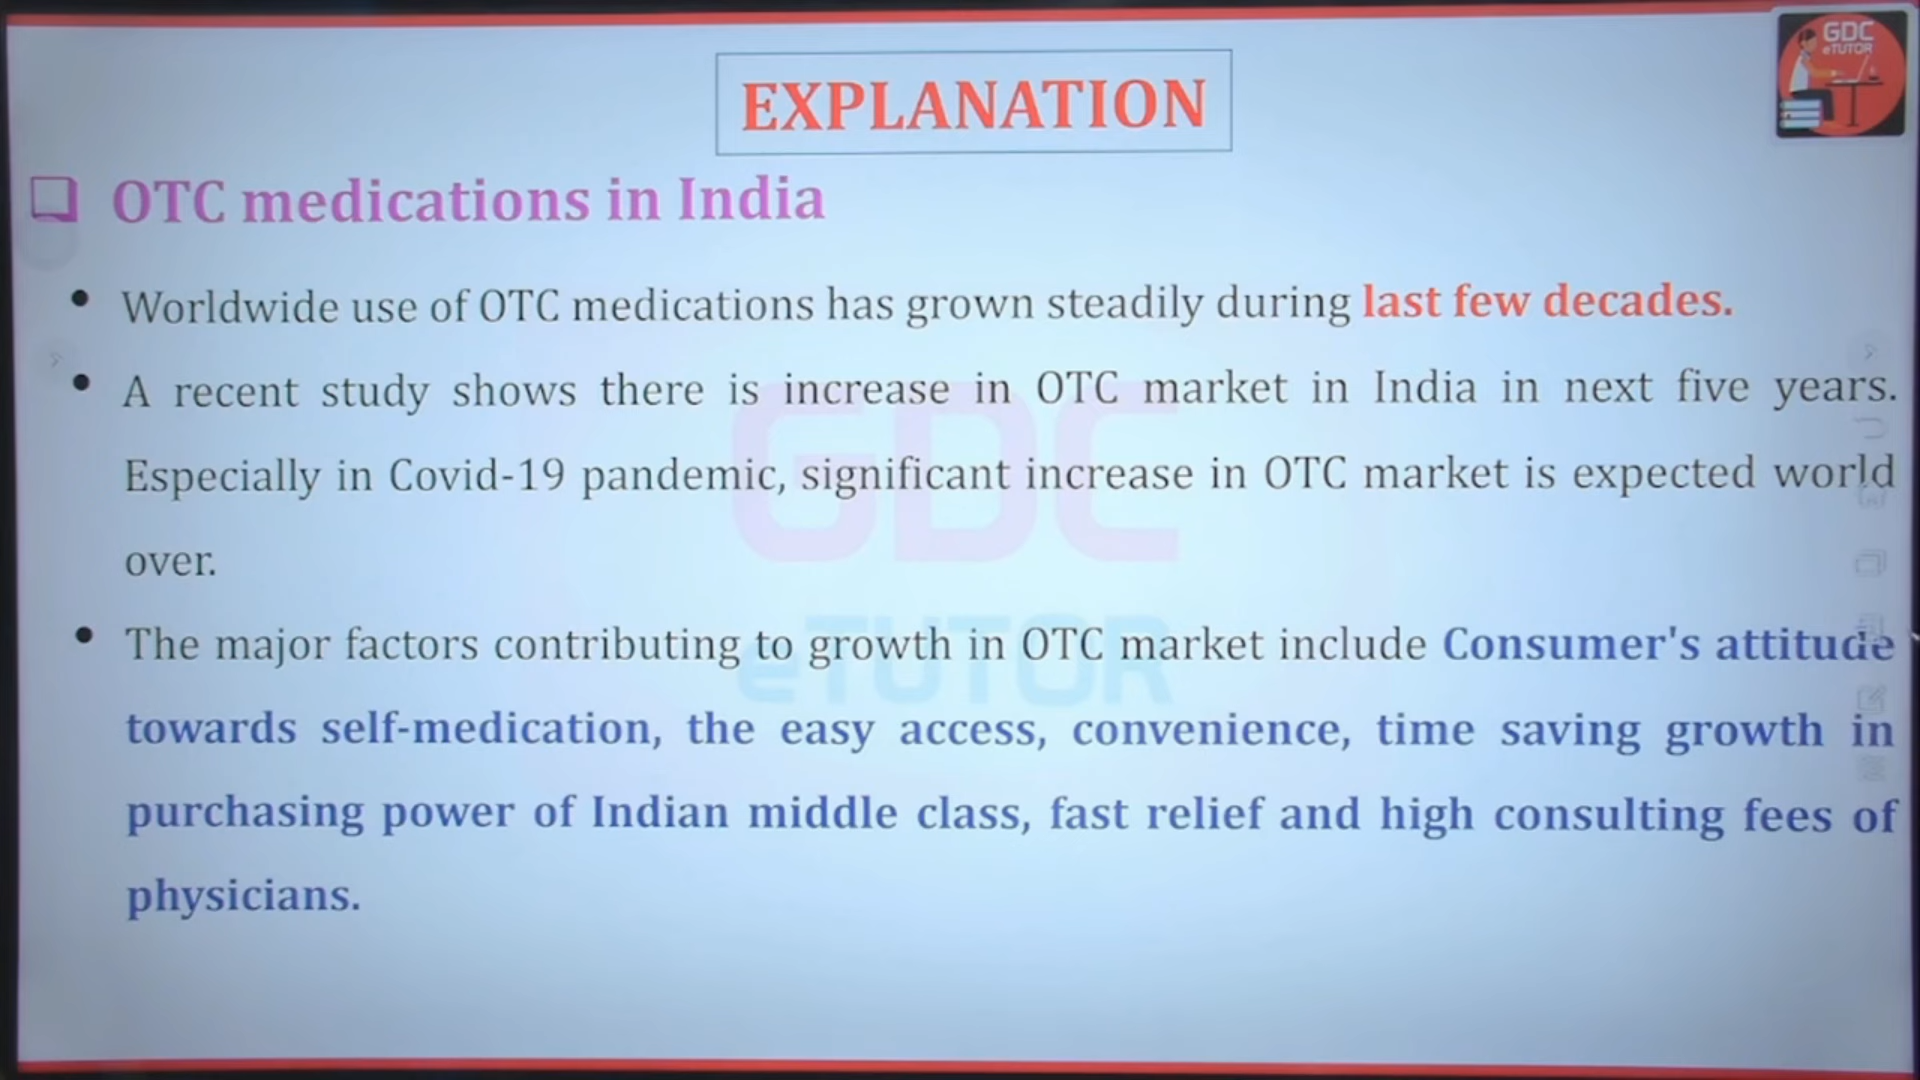 GDC
eTUTOR
EXPLANATION
OTC medications in India
• Worldwide use of OTC medications has grown steadily during last few decades.
• A recent study shows there is increase in OTC market in India in next five years.
Especially in Covid-19 pandemic, significant increase in OTC market is expected world
over.
• The major factors contributing to growth in OTC market include Consumer's attitude
towards self-medication, the easy access, convenience, time saving growth in
purchasing power of Indian middle class, fast relief and high consulting fees of
physicians.
GDC
eTUTOR